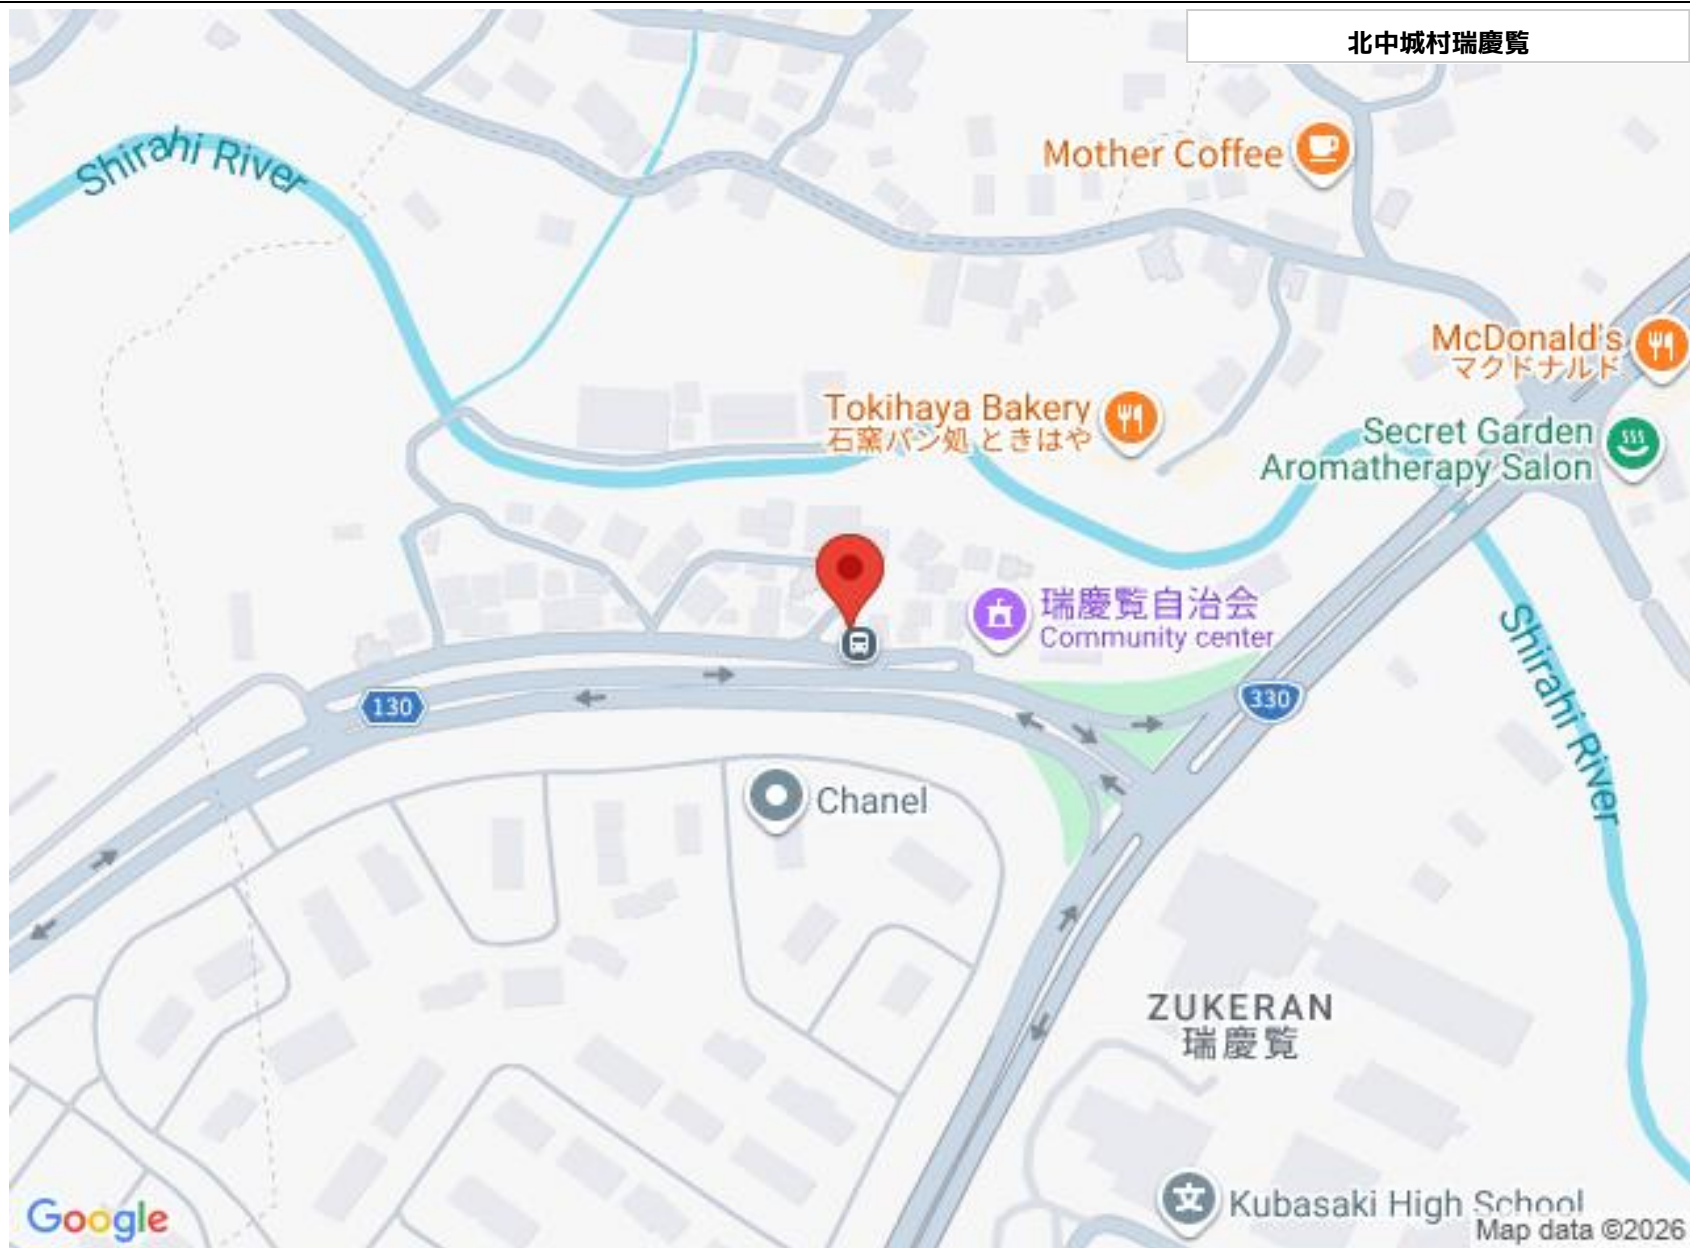 北中城村瑞慶覧
Shirahi River
Mother Coffee
McDonald's
マクドナルド
Tokihaya Bakery
石窯パン処 ときはや
Secret Garden
Aromatherapy Salon
瑞慶覧自治会
Community center
Shirahi River
130
330
Chanel
ZUKERAN
瑞慶覧
Kubasaki High School
Google
Map data ©2026